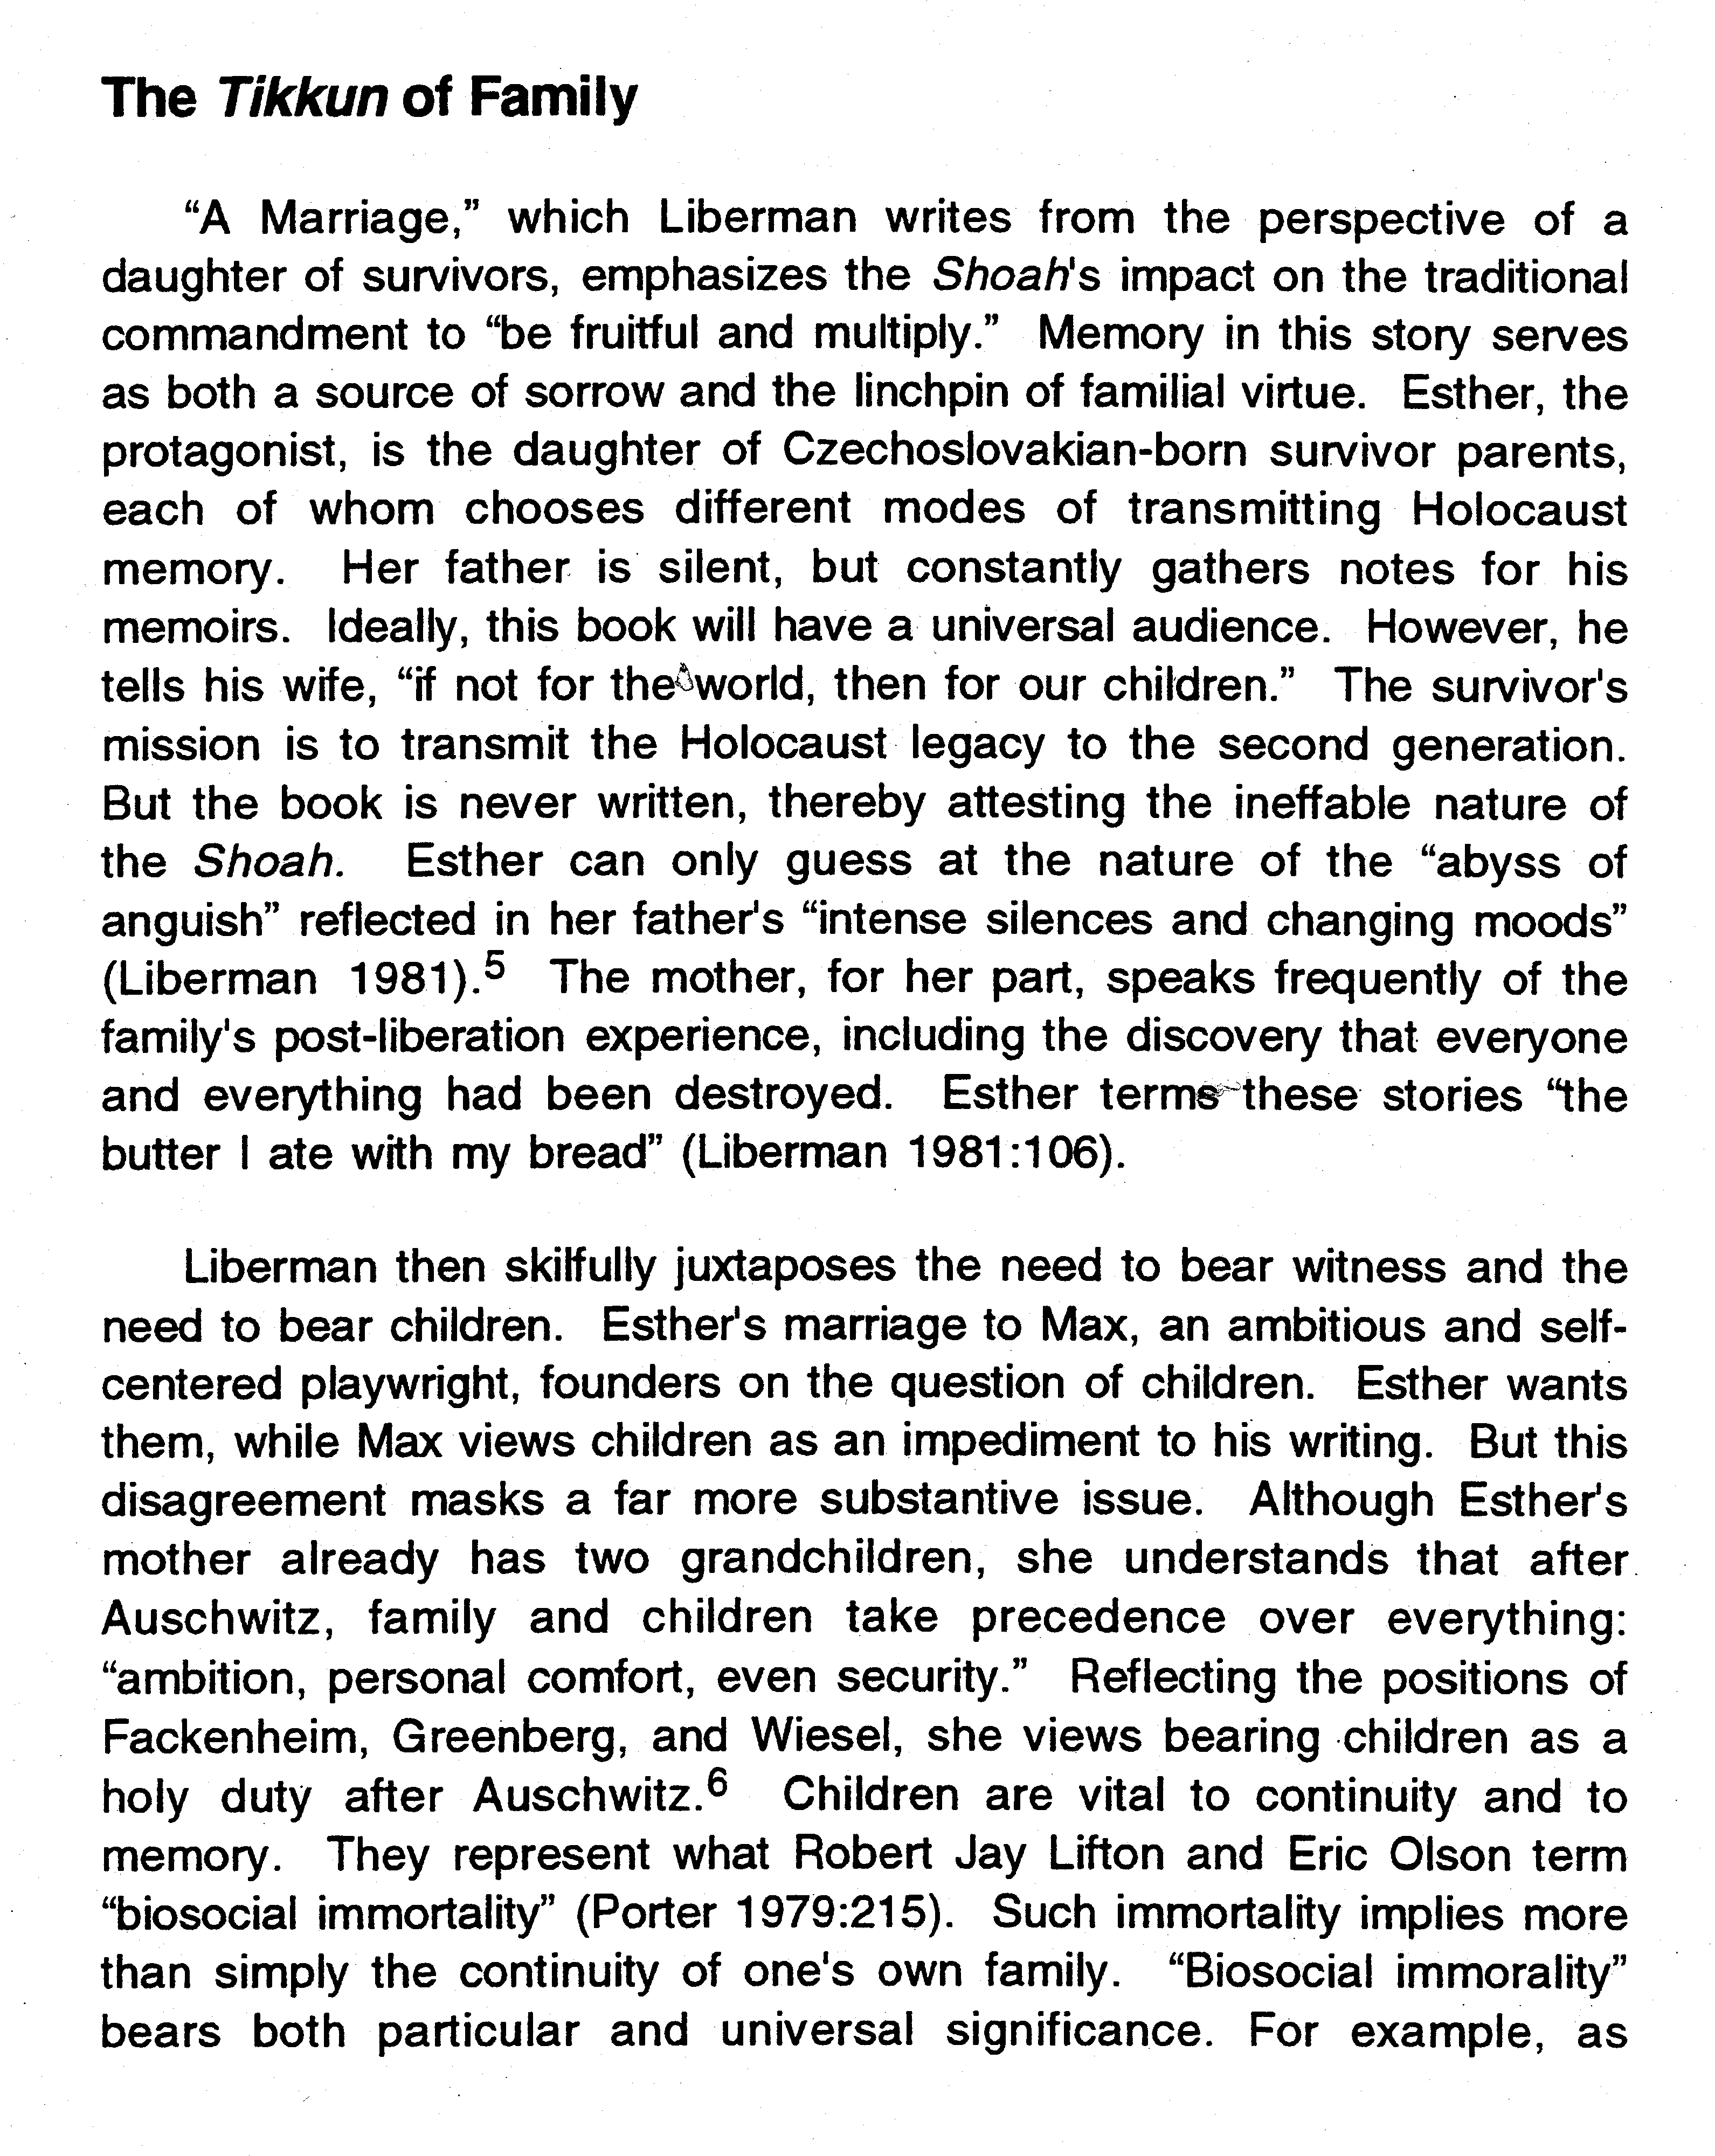 The Tikkun of Family
“A Marriage,” which Liberman writes from the perspective of a
daughter of survivors, emphasizes the Shoah's impact on the traditional
commandment to “be fruitful and multiply.” Memory in this story serves
as both a source of sorrow and the linchpin of familial virtue. Esther, the
protagonist, is the daughter of Czechoslovakian-born survivor parents,
each of whom chooses different modes of transmitting Holocaust
memory. Her father is silent, but constantly gathers notes for his
memoirs. Ideally, this book will have a universal audience. However, he
tells his wife, “if not for the world, then for our children.” The survivor's
mission is to transmit the Holocaust legacy to the second generation.
But the book is never written, thereby attesting the ineffable nature of
the Shoah. Esther can only guess at the nature of the “abyss of
anguish” reflected in her father's “intense silences and changing moods”
(Liberman 1981).5 The mother, for her part, speaks frequently of the
family's post-liberation experience, including the discovery that everyone
and everything had been destroyed. Esther terms these stories “the
butter I ate with my bread” (Liberman 1981:106).
Liberman then skilfully juxtaposes the need to bear witness and the
need to bear children. Esther's marriage to Max, an ambitious and self-
centered playwright, founders on the question of children. Esther wants
them, while Max views children as an impediment to his writing. But this
disagreement masks a far more substantive issue. Although Esther's
mother already has two grandchildren, she understands that after
Auschwitz, family and children take precedence over everything:
“ambition, personal comfort, even security.” Reflecting the positions of
Fackenheim, Greenberg, and Wiesel, she views bearing children as a
holy duty after Auschwitz.6 Children are vital to continuity and to
memory. They represent what Robert Jay Lifton and Eric Olson term
“biosocial immortality” (Porter 1979:215). Such immortality implies more
than simply the continuity of one's own family. “Biosocial immorality”
bears both particular and universal significance. For example, as